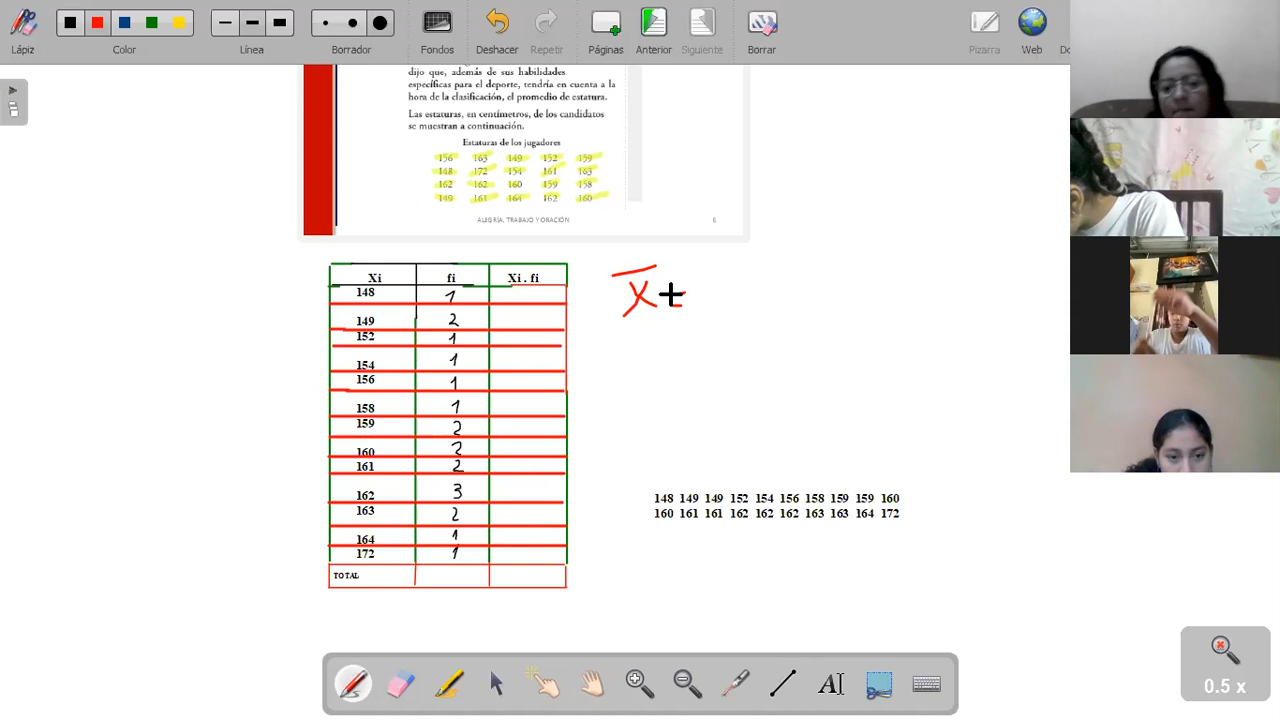 Lápiz
Color
Línea
Borrador
Fondos
Deshacer
Repetir
Páginas
Anterior
Siguiente
Borrar
Pizarra
Web
dijo que, además de sus habilidades
específicas para el deporte, tendría en cuenta a la
hora de la clasificación, el promedio de estatura.
Las estaturas, en centímetros, de los candidatos
se muestran a continuación.
Estaturas de los jugadores
156 163 149 152 159
148 172 154 161 163
162 162 160 159 158
149 161 164 162 160
ALEGRÍA, TRABAJO Y ORACIÓN
6
Xi fi Xi . fi
148 1
149 2
152 1
154 1
156 1
158 1
159 2
160 2
161 2
162 3
163 2
164 1
172 1
TOTAL
X̅ =
148 149 149 152 154 156 158 159 159 160
160 161 161 162 162 162 163 163 164 172
0.5 x